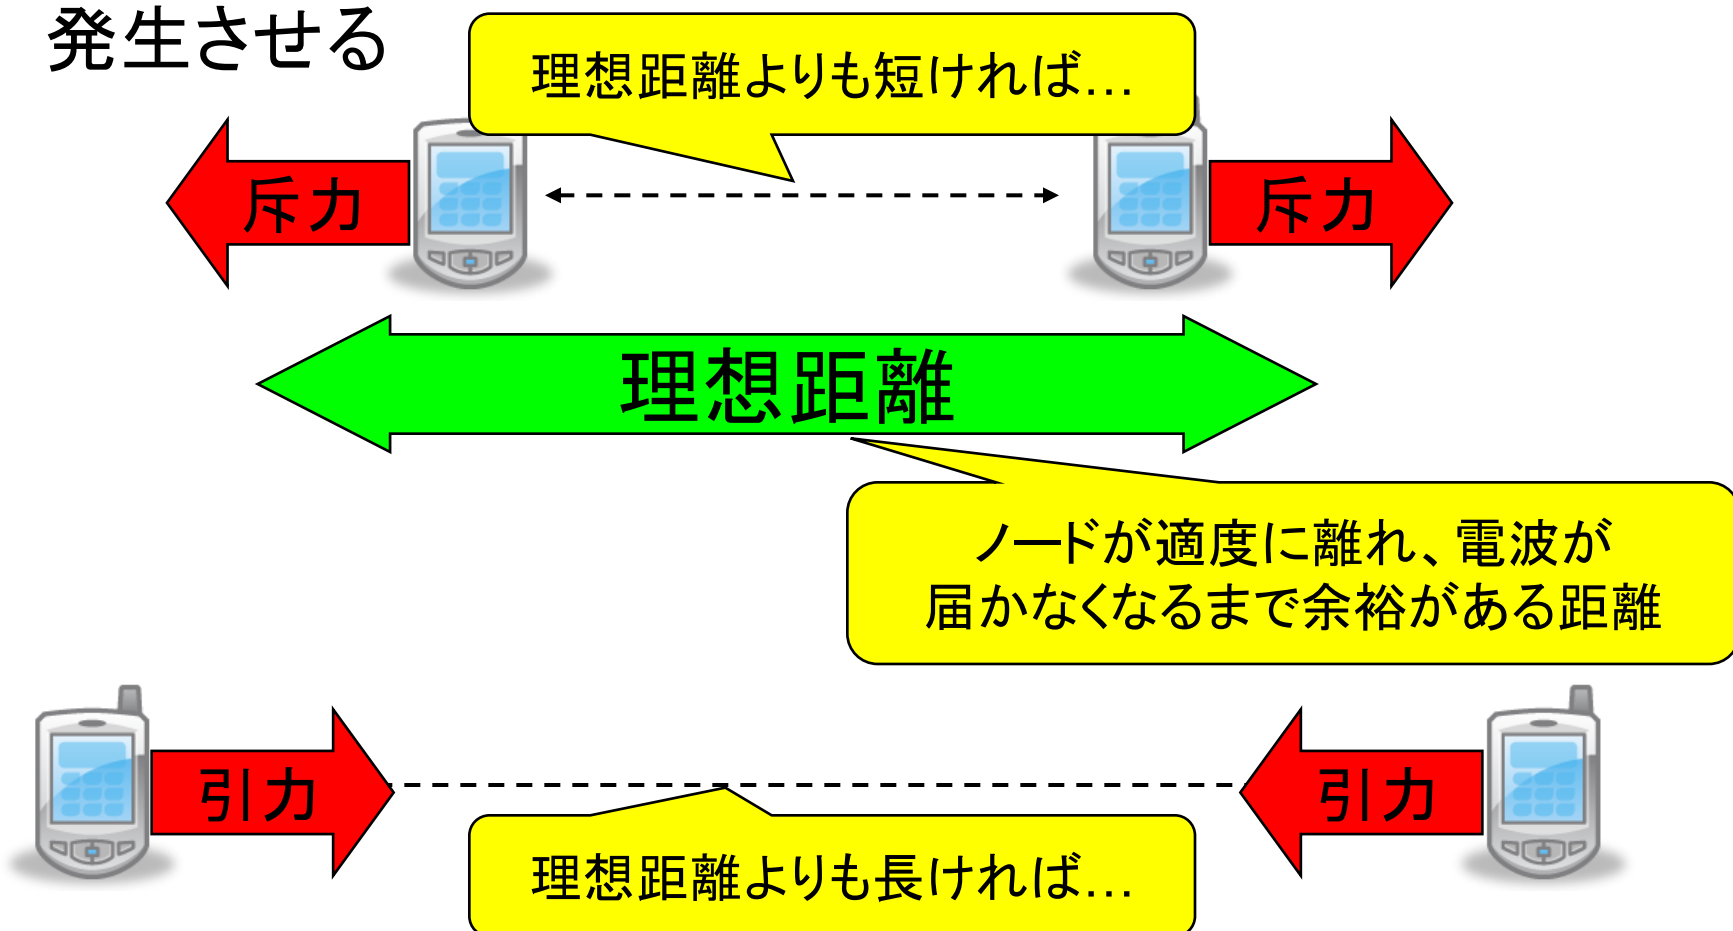 発生させる
理想距離よりも短ければ…
斥力
斥力
理想距離
ノードが適度に離れ、電波が
届かなくなるまで余裕がある距離
引力
引力
理想距離よりも長ければ…